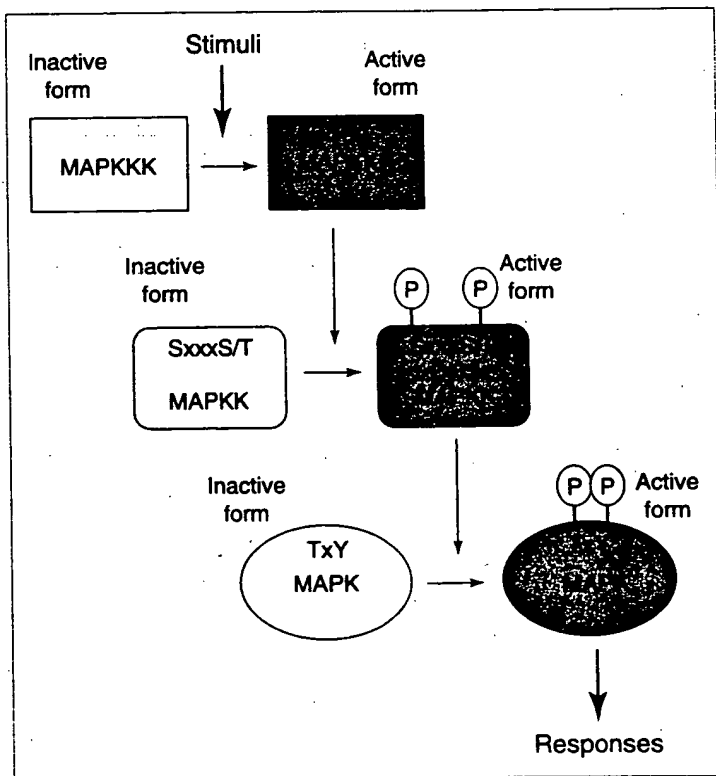 Stimuli
Inactive
form
Active
form
MAPKKK
Inactive
form
P
P
Active
form
SxxxS/T
MAPKK
Inactive
form
P P
Active
form
TxY
MAPK
Responses